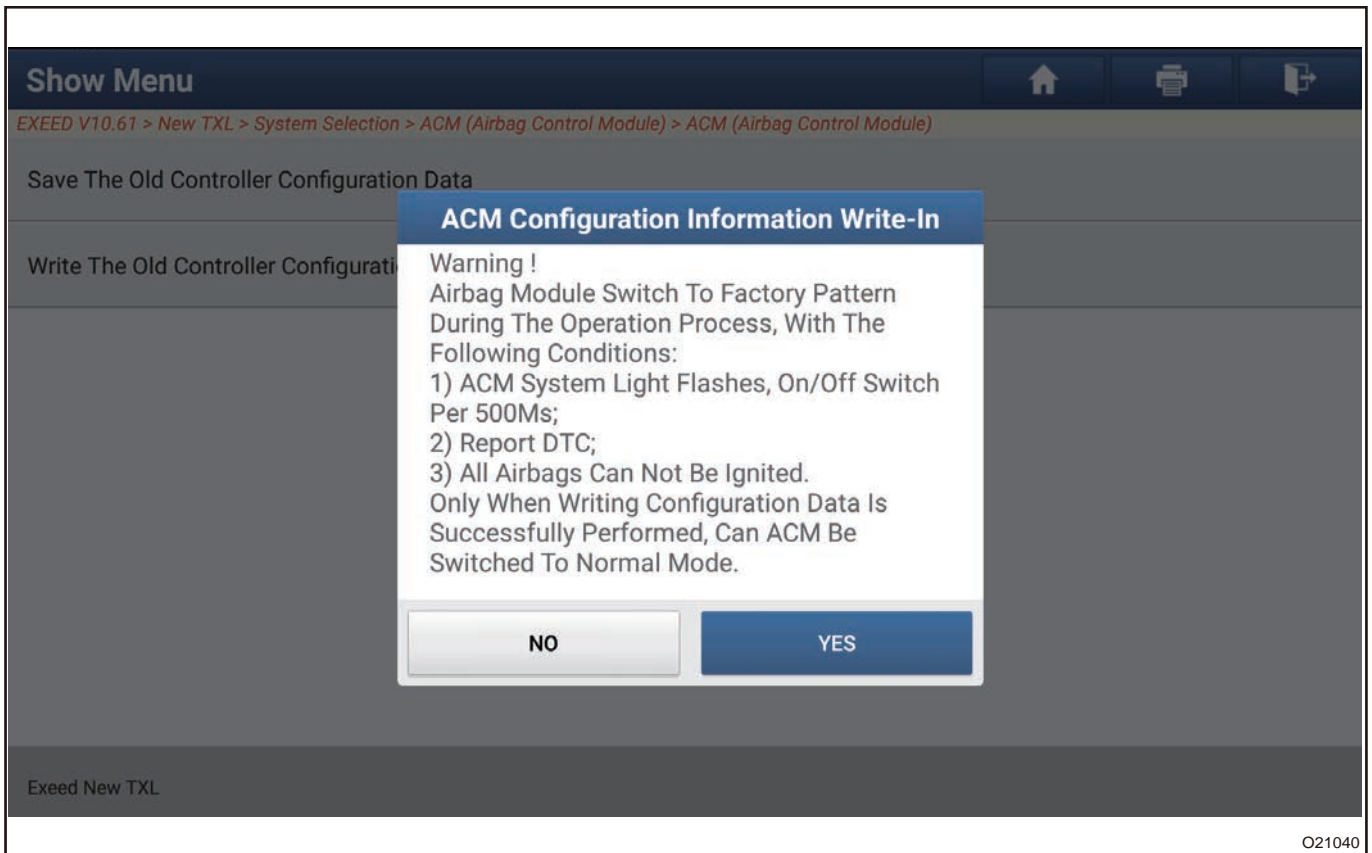 Show Menu
EXEED V10.61 > New TXL > System Selection > ACM (Airbag Control Module) > ACM (Airbag Control Module)
Save The Old Controller Configuration Data
Write The Old Controller Configurati
ACM Configuration Information Write-In
Warning !
Airbag Module Switch To Factory Pattern
During The Operation Process, With The
Following Conditions:
1) ACM System Light Flashes, On/Off Switch
Per 500Ms;
2) Report DTC;
3) All Airbags Can Not Be Ignited.
Only When Writing Configuration Data Is
Successfully Performed, Can ACM Be
Switched To Normal Mode.
NO
YES
Exeed New TXL
O21040